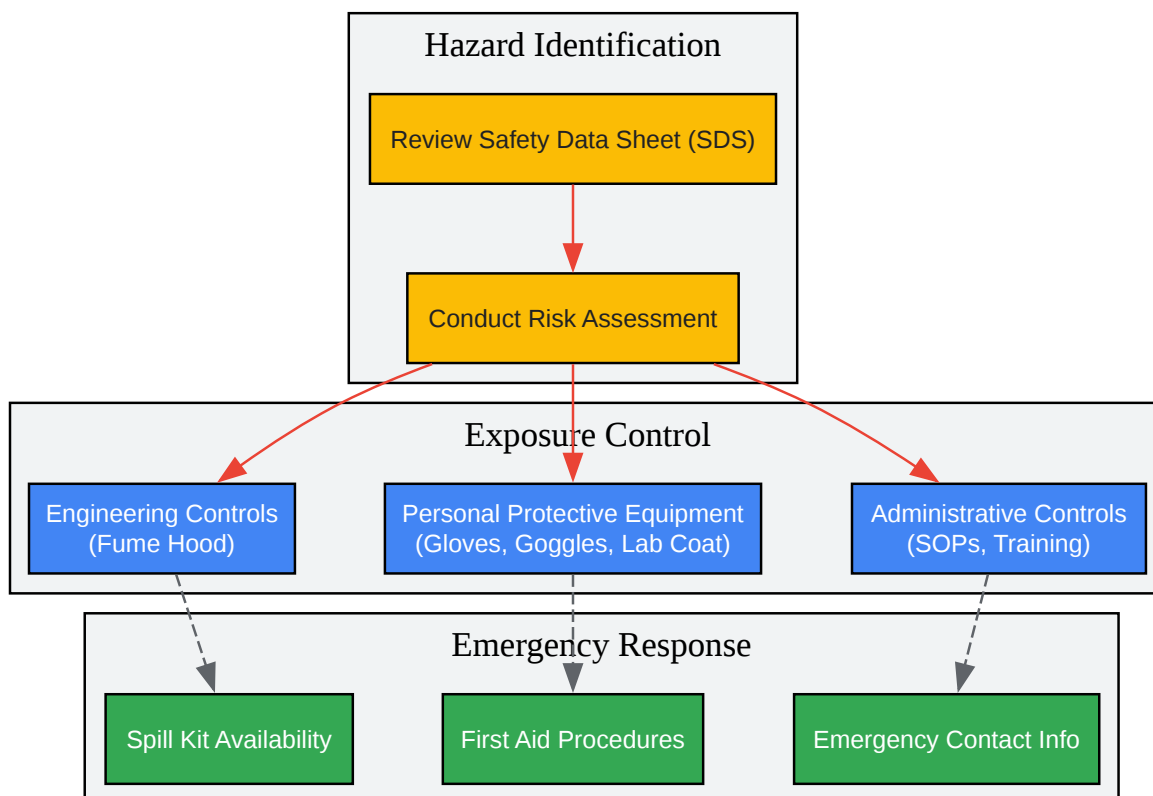 Hazard Identification
Review Safety Data Sheet (SDS)
Conduct Risk Assessment
Exposure Control
Engineering Controls
(Fume Hood)
Personal Protective Equipment
(Gloves, Goggles, Lab Coat)
Administrative Controls
(SOPs, Training)
Emergency Response
Spill Kit Availability
First Aid Procedures
Emergency Contact Info